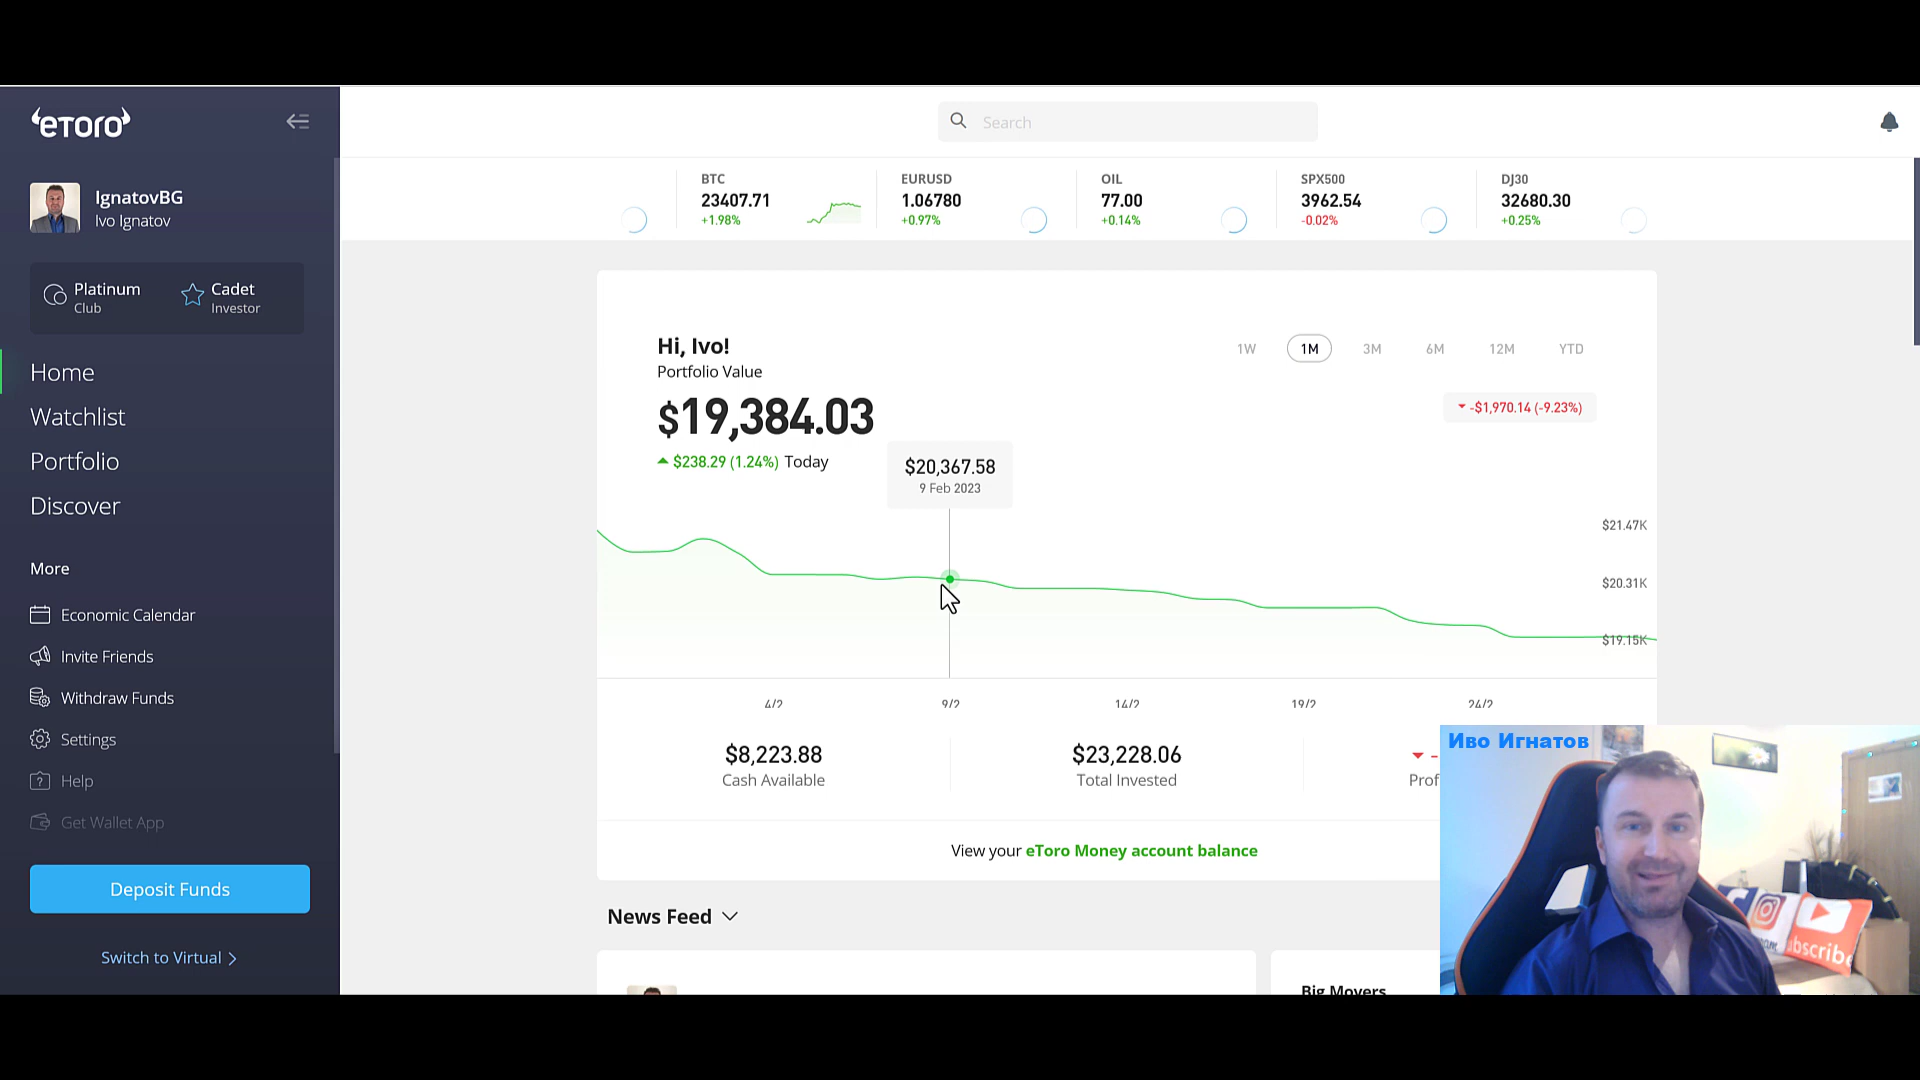 eToro
Search
IgnatovBG
Ivo Ignatov
Platinum
Club
Cadet
Investor
Home
Watchlist
Portfolio
Discover
More
Economic Calendar
Invite Friends
Withdraw Funds
Settings
Help
Get Wallet App
Deposit Funds
Switch to Virtual
BTC
23407.71
+1.98%
EURUSD
1.06780
+0.97%
OIL
77.00
+0.14%
SPX500
3962.54
-0.02%
DJ30
32680.30
+0.25%
Hi, Ivo!
Portfolio Value
$19,384.03
$238.29 (1.24%) Today
1W 1M 3M 6M 12M YTD
-$1,970.14 (-9.23%)
$20,367.58
9 Feb 2023
$21.47K
$20.31K
$19.15K
4/2 9/2 14/2 19/2 24/2
$8,223.88
Cash Available
$23,228.06
Total Invested
-
Prof
View your eToro Money account balance
News Feed
Big Movers
Иво Игнатов